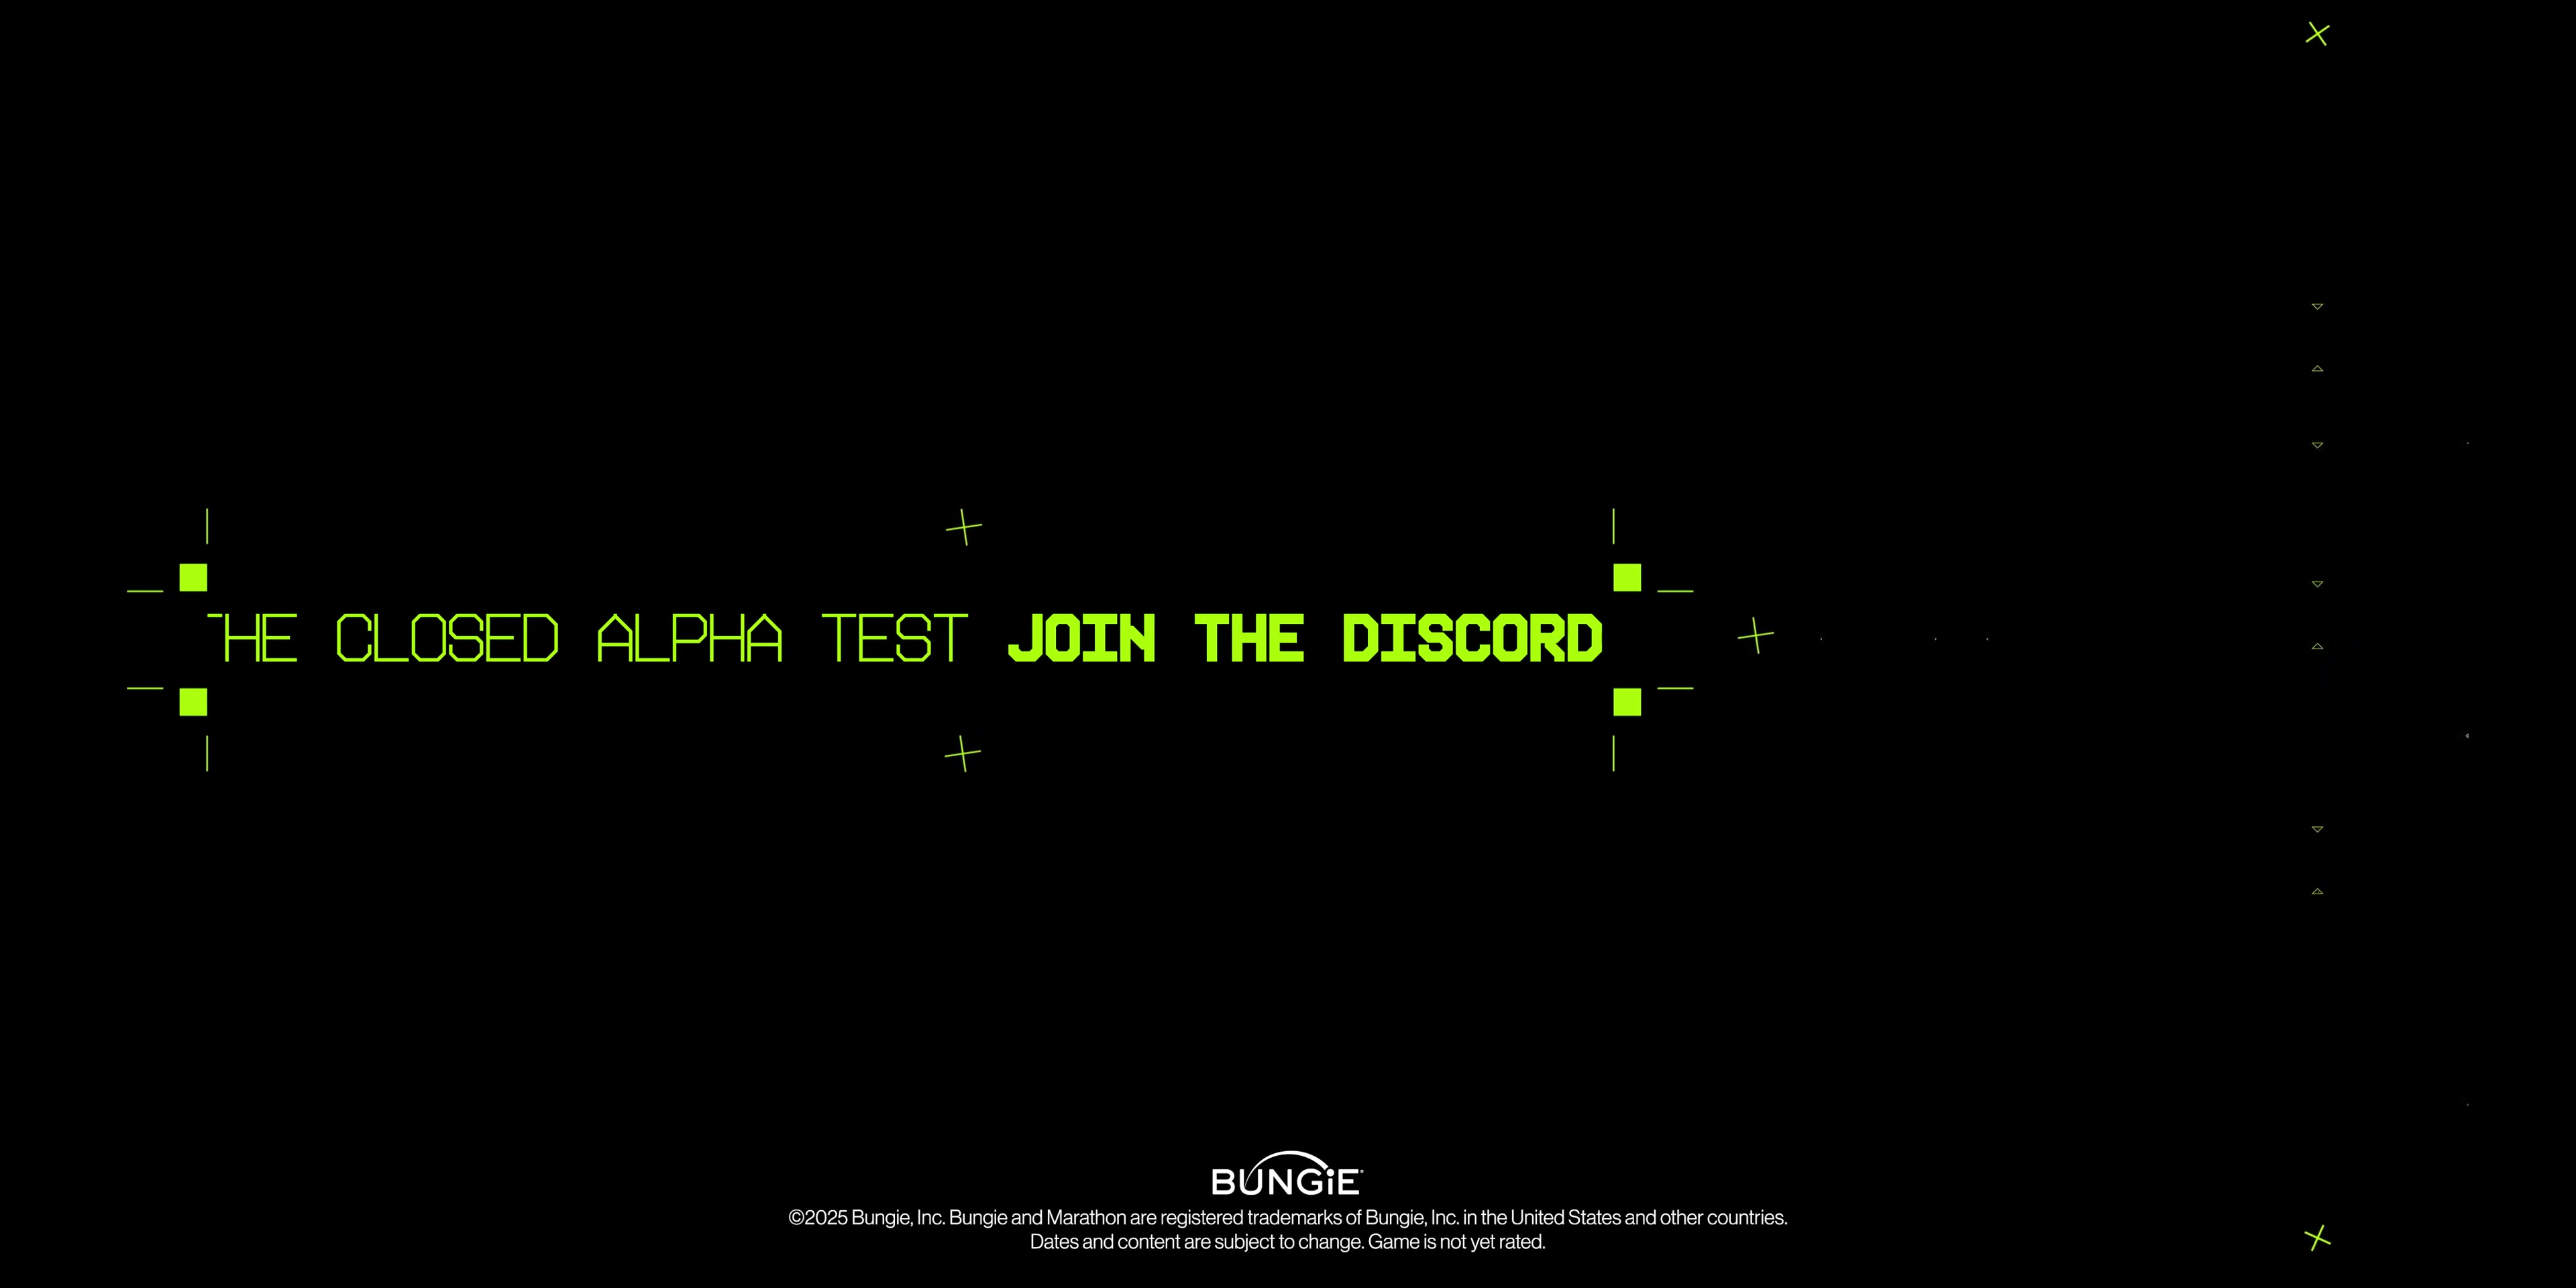 HE CLOSED ALPHA TEST JOIN THE DISCORD
BUNGiE
©2025 Bungie, Inc. Bungie and Marathon are registered trademarks of Bungie, Inc. in the United States and other countries.
Dates and content are subject to change. Game is not yet rated.